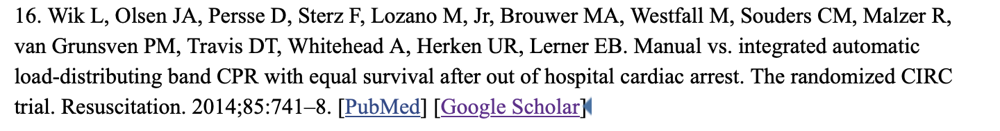 16. Wik L, Olsen JA, Persse D, Sterz F, Lozano M, Jr, Brouwer MA, Westfall M, Souders CM, Malzer R,
van Grunsven PM, Travis DT, Whitehead A, Herken UR, Lerner EB. Manual vs. integrated automatic
load-distributing band CPR with equal survival after out of hospital cardiac arrest. The randomized CIRC
trial. Resuscitation. 2014;85:741–8. [PubMed] [Google Scholar]